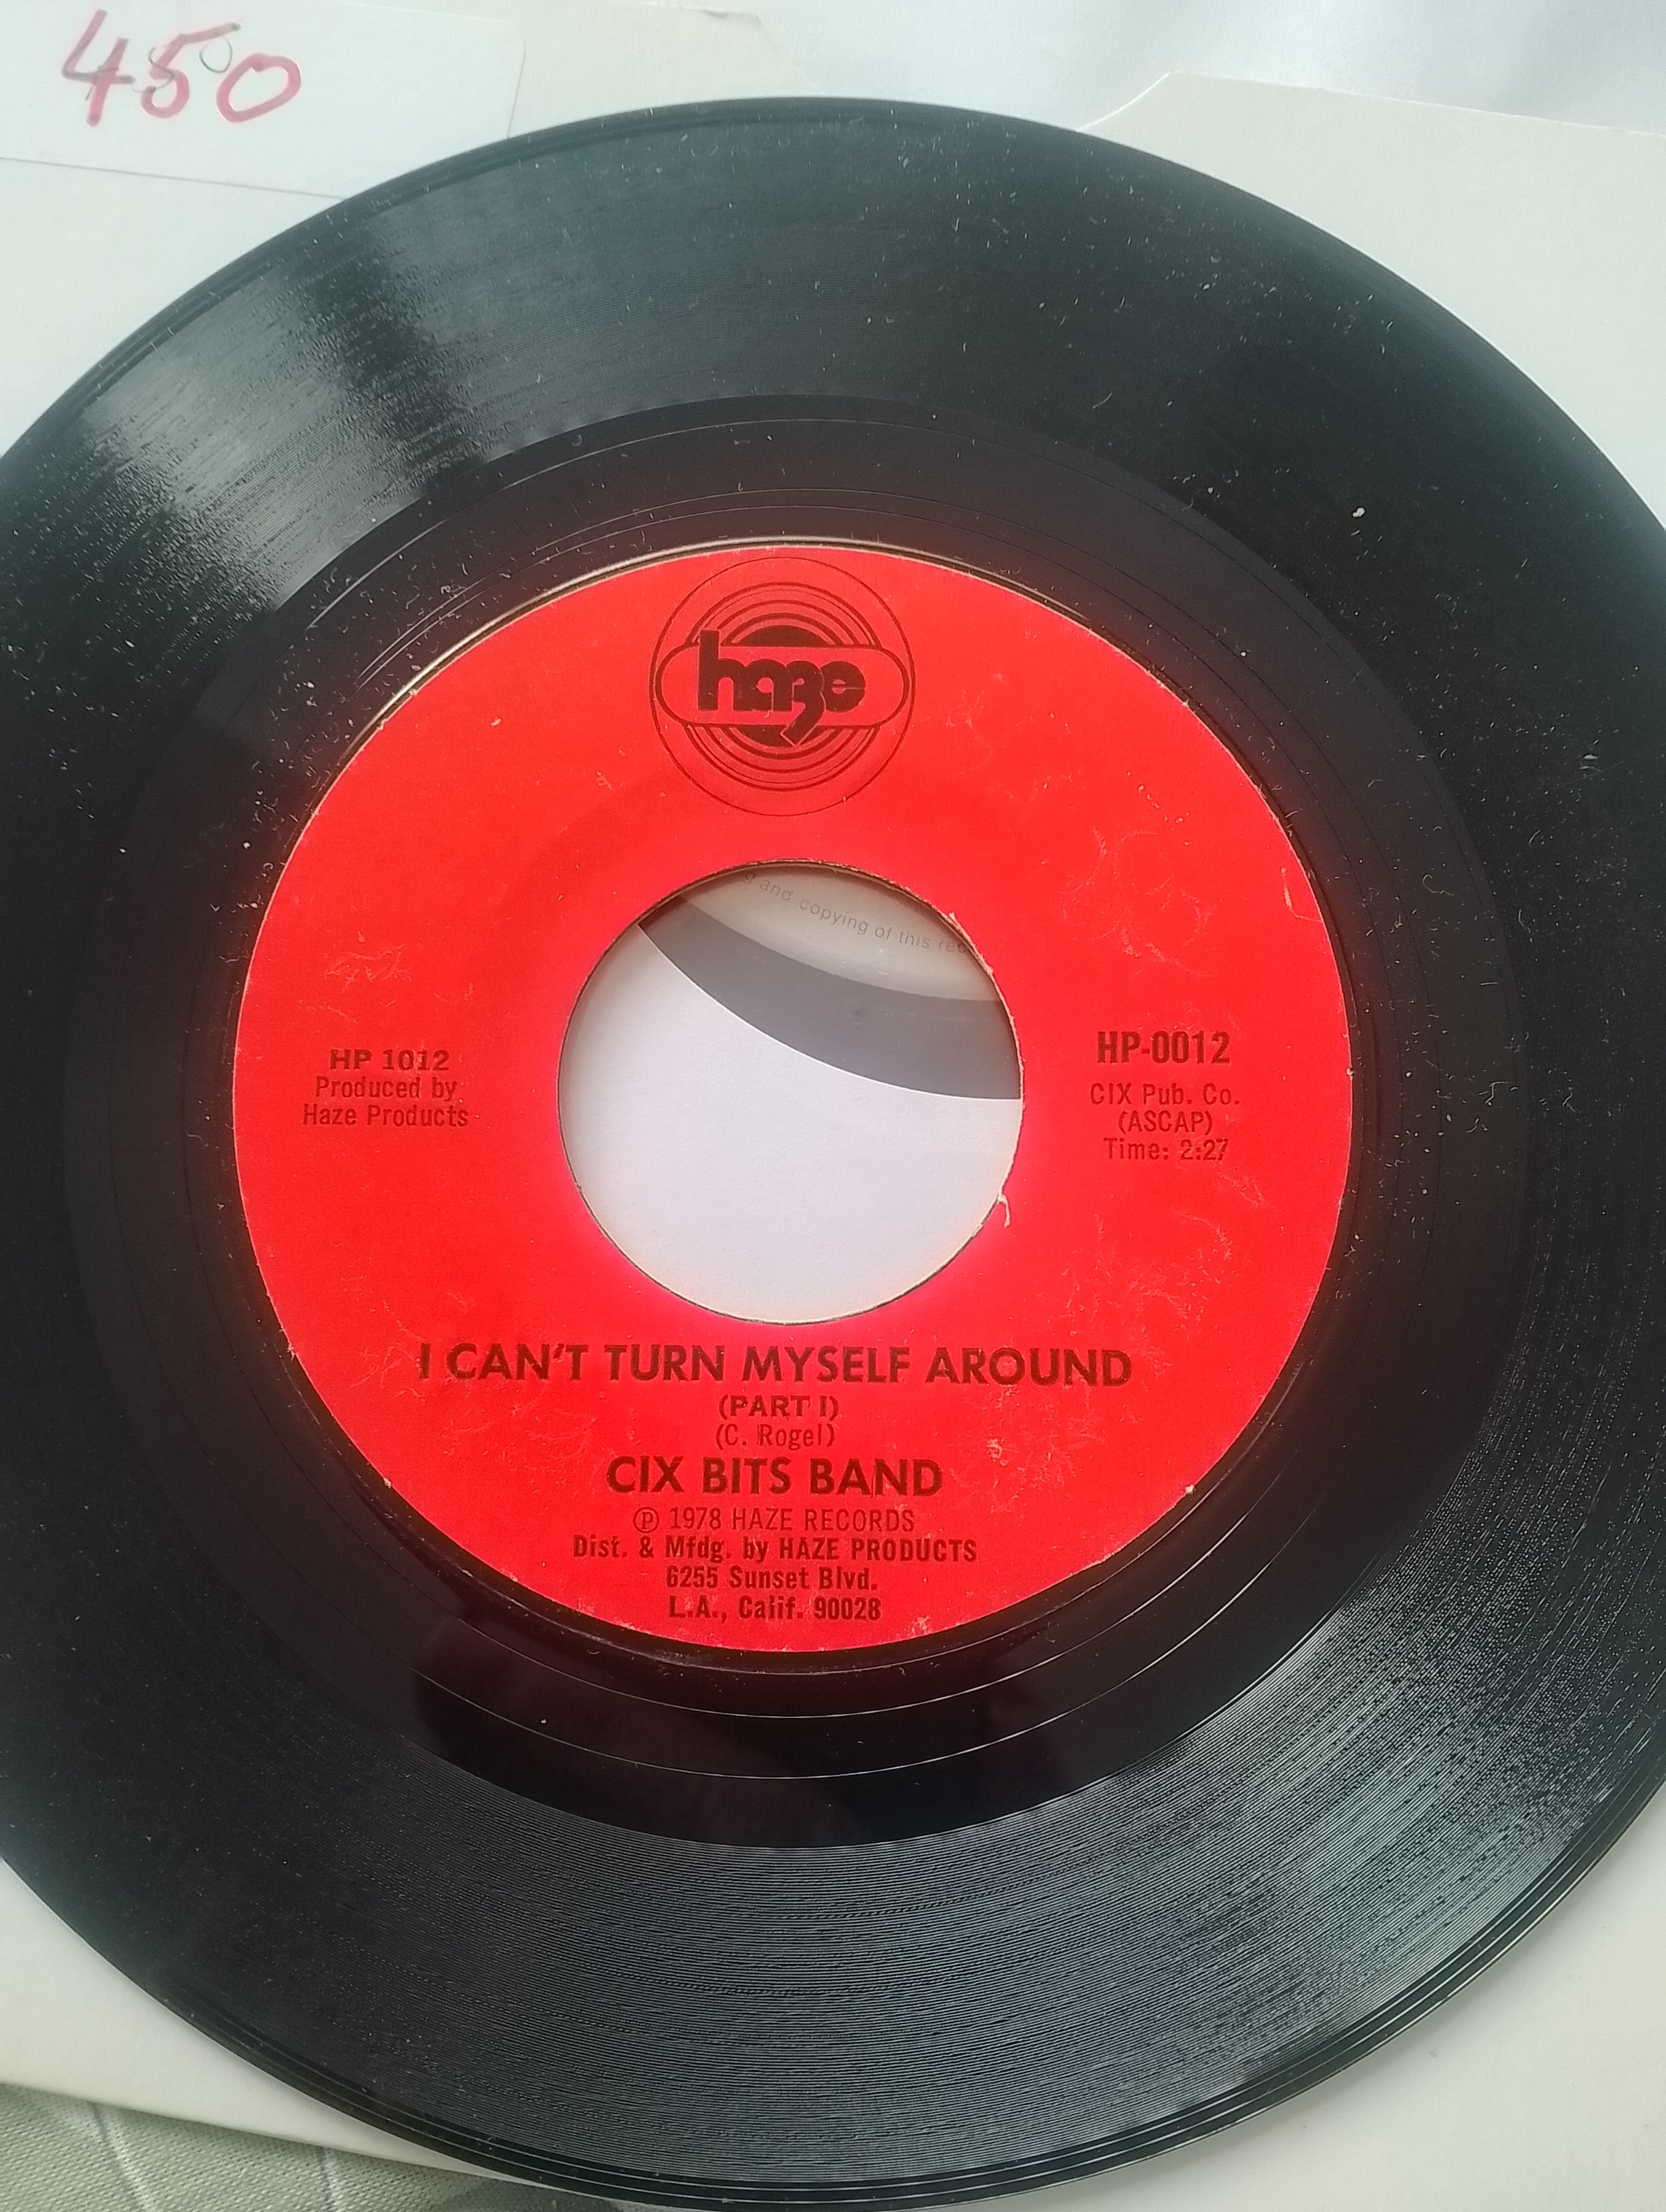 450
haze
g and copying of this rec
HP 1012
Produced by
Haze Products
HP-0012
CIX Pub. Co.
(ASCAP)
Time: 2:27
I CAN'T TURN MYSELF AROUND
(PART I)
(C. Rogel)
CIX BITS BAND
Ⓟ 1978 HAZE RECORDS
Dist. & Mfdg. by HAZE PRODUCTS
6255 Sunset Blvd.
L.A., Calif. 90028